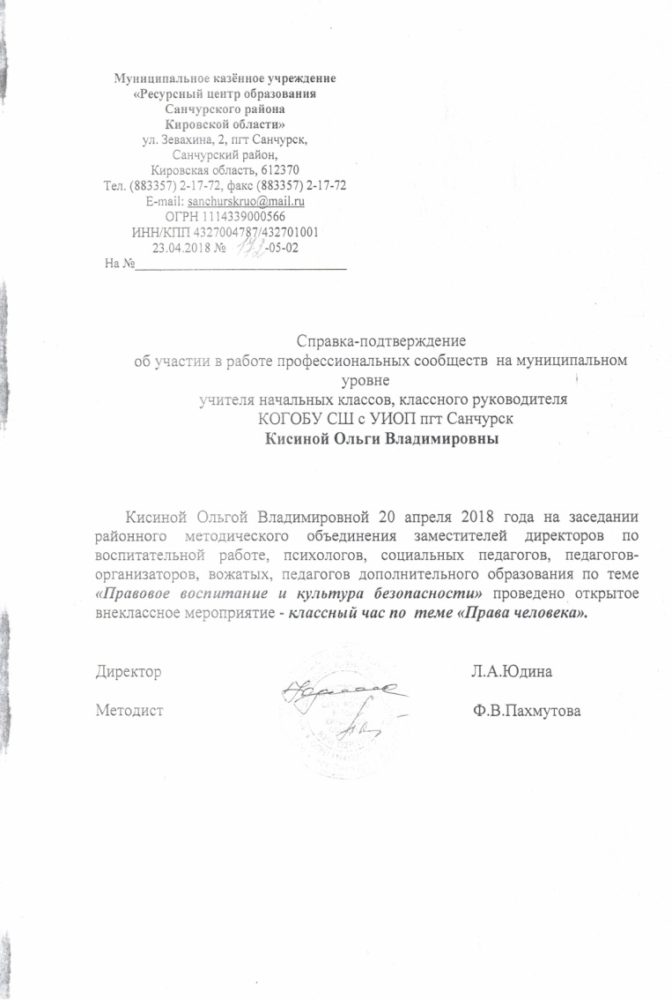 Муниципальное казённое учреждение
«Ресурсный центр образования
Санчурского района
Кировской области»
ул. Зевахина, 2, пгт Санчурск,
Санчурский район,
Кировская область, 612370
Тел. (883357) 2-17-72, факс (883357) 2-17-72
E-mail: sanchurskruo@mail.ru
ОГРН 1114339000566
ИНН/КПП 4327004787/432701001
23.04.2018 № 172-05-02
На №
Справка-подтверждение
об участии в работе профессиональных сообществ на муниципальном
уровне
учителя начальных классов, классного руководителя
КОГОБУ СШ с УИОП пгт Санчурск
Кисиной Ольги Владимировны
Кисиной Ольгой Владимировной 20 апреля 2018 года на заседании
районного методического объединения заместителей директоров по
воспитательной работе, психологов, социальных педагогов, педагогов-
организаторов, вожатых, педагогов дополнительного образования по теме
«Правовое воспитание и культура безопасности» проведено открытое
внеклассное мероприятие - классный час по теме «Права человека».
Директор Л.А.Юдина
Методист Ф.В.Пахмутова